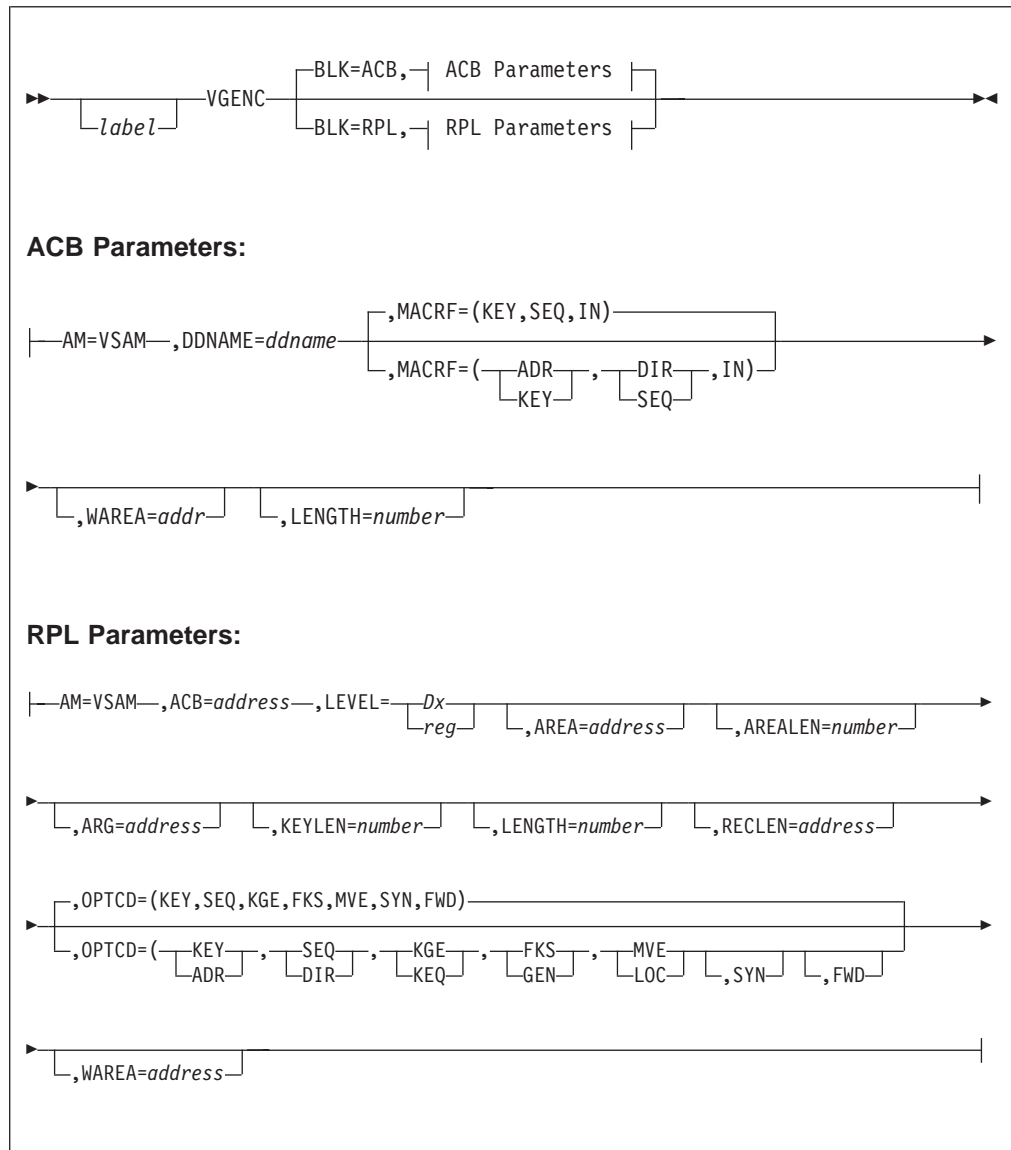 BLK=ACB, ACB Parameters
label VGENC
BLK=RPL, RPL Parameters
ACB Parameters:
,MACRF=(KEY,SEQ,IN)
AM=VSAM ,DDNAME=ddname
,MACRF=( ADR , DIR ,IN)
KEY SEQ
,WAREA=addr ,LENGTH=number
RPL Parameters:
AM=VSAM ,ACB=address ,LEVEL= Dx
reg ,AREA=address ,AREALEN=number
,ARG=address ,KEYLEN=number ,LENGTH=number ,RECLEN=address
,OPTCD=(KEY,SEQ,KGE,FKS,MVE,SYN,FWD)
,OPTCD=( KEY , SEQ , KGE , FKS , MVE
ADR DIR KEQ GEN LOC ,SYN ,FWD
,WAREA=address